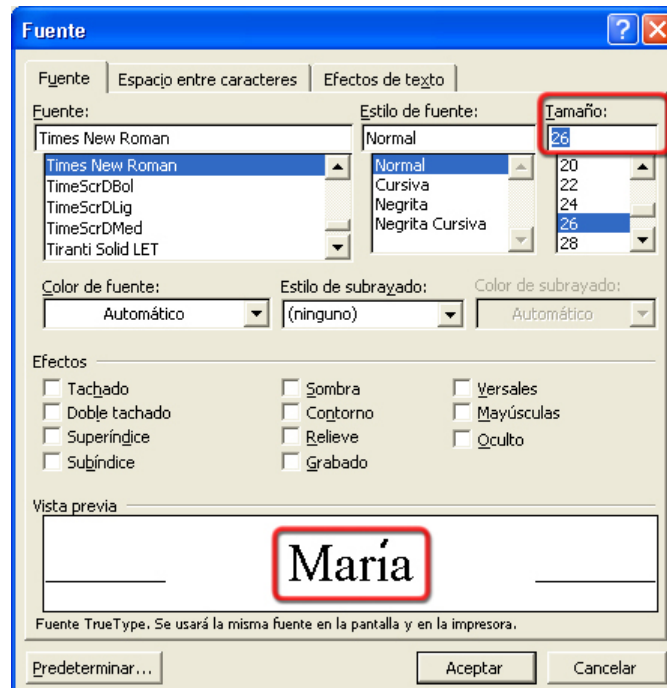 Fuente
Fuente Espacio entre caracteres Efectos de texto
Fuente: Estilo de fuente: Tamaño:
Times New Roman Normal 26
Times New Roman Normal 20
TimeScrDBol Cursiva 22
TimeScrDLig Negrita 24
TimeScrDMed Negrita Cursiva 26
Tiranti Solid LET 28
Color de fuente: Estilo de subrayado: Color de subrayado:
Automático (ninguno) Automático
Efectos
Tachado Sombra Versales
Doble tachado Contorno Mayúsculas
Superíndice Relieve Oculto
Subíndice Grabado
Vista previa
María
Fuente TrueType. Se usará la misma fuente en la pantalla y en la impresora.
Predeterminar... Aceptar Cancelar